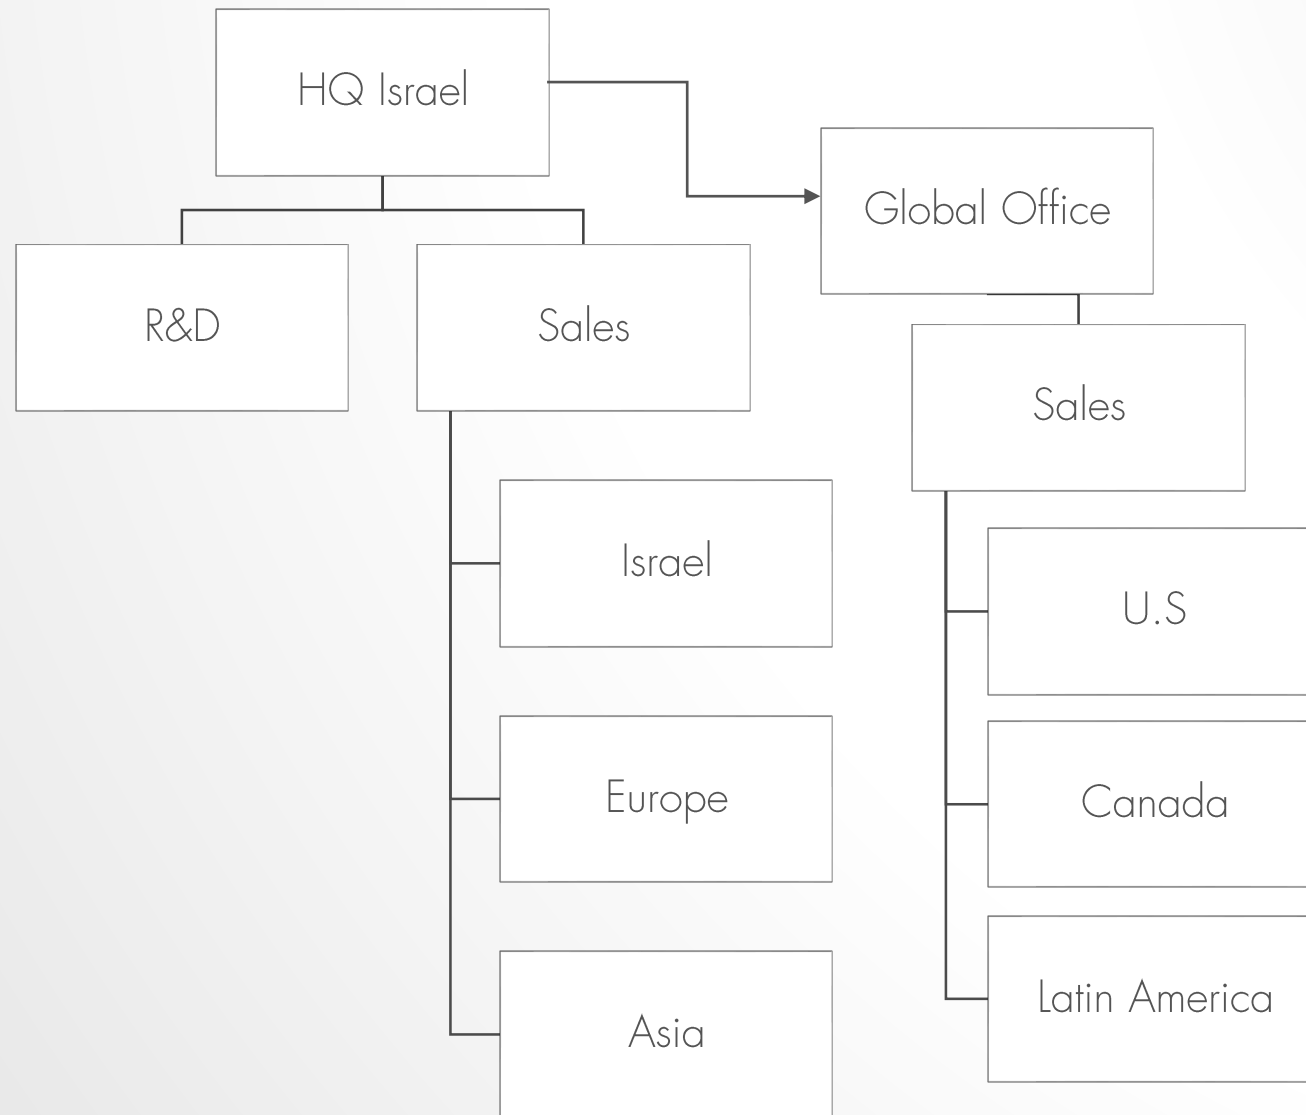 HQ Israel
Global Office
R&D
Sales
Sales
Israel
U.S
Europe
Canada
Latin America
Asia